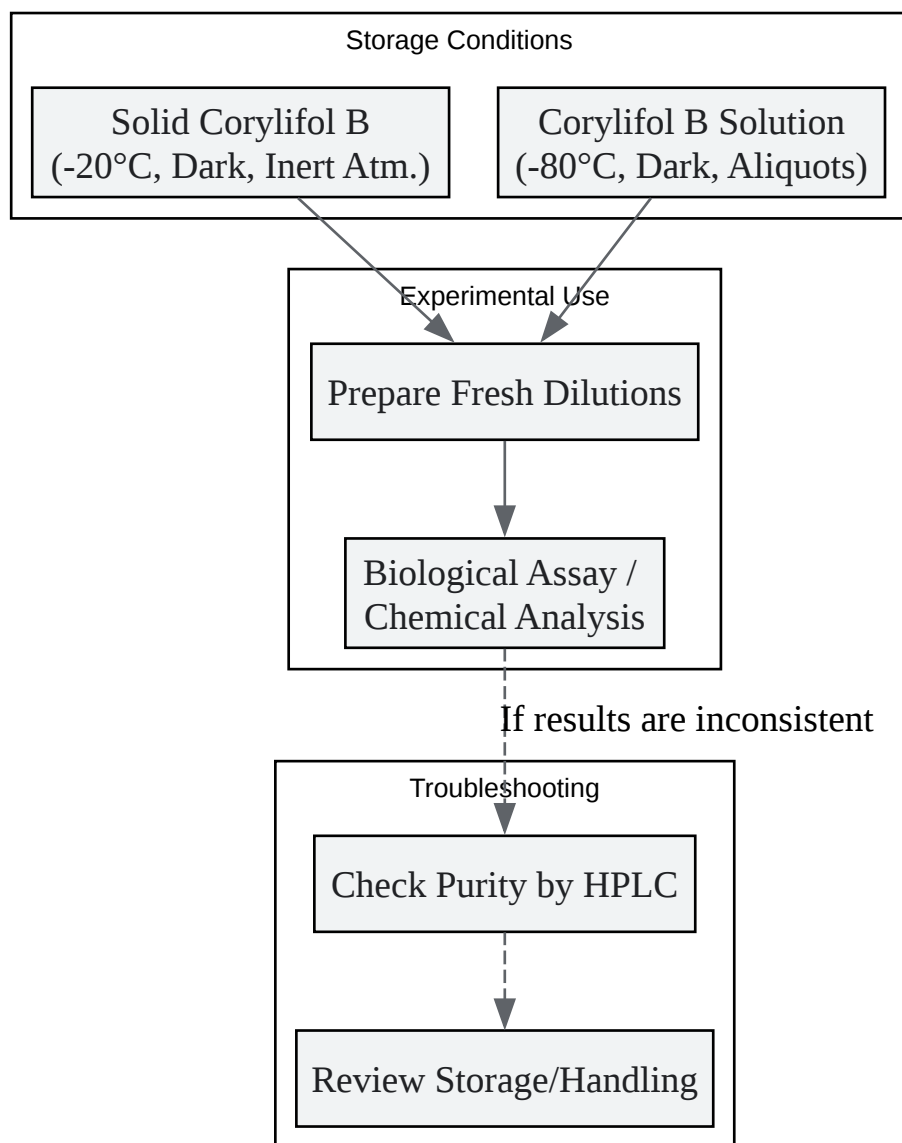 Storage Conditions
Solid Corylifol B
(-20°C, Dark, Inert Atm.)
Corylifol B Solution
(-80°C, Dark, Aliquots)
Experimental Use
Prepare Fresh Dilutions
Biological Assay /
Chemical Analysis
If results are inconsistent
Troubleshooting
Check Purity by HPLC
Review Storage/Handling